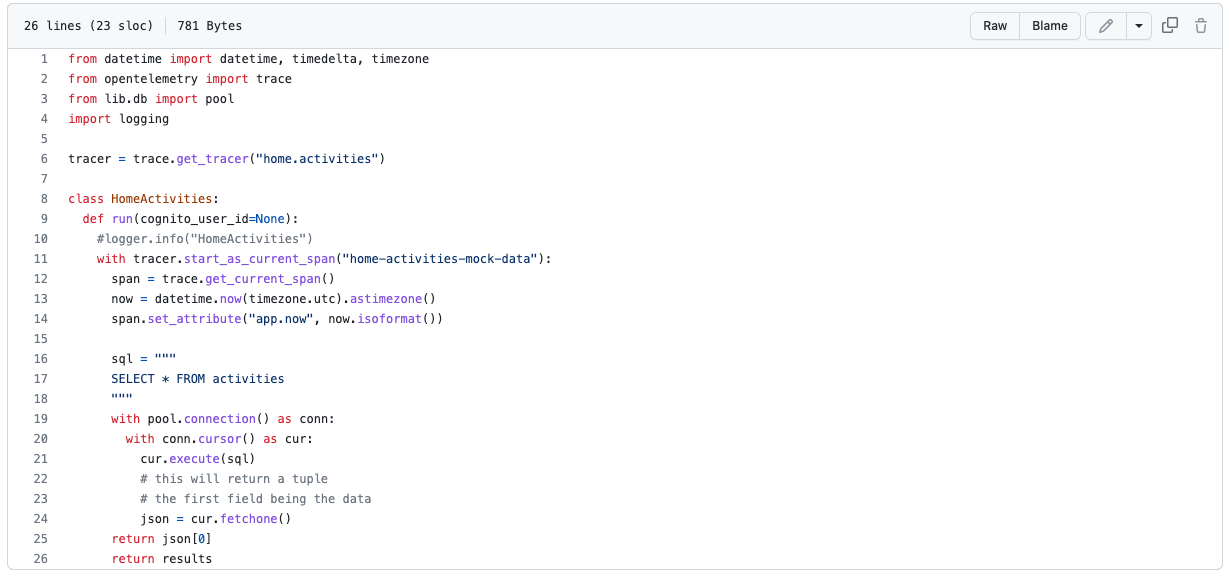 26 lines (23 sloc) 781 Bytes Raw Blame
1 from datetime import datetime, timedelta, timezone
2 from opentelemetry import trace
3 from lib.db import pool
4 import logging
5
6 tracer = trace.get_tracer("home.activities")
7
8 class HomeActivities:
9   def run(cognito_user_id=None):
10     #logger.info("HomeActivities")
11     with tracer.start_as_current_span("home-activities-mock-data"):
12       span = trace.get_current_span()
13       now = datetime.now(timezone.utc).astimezone()
14       span.set_attribute("app.now", now.isoformat())
15
16       sql = """
17       SELECT * FROM activities
18       """
19       with pool.connection() as conn:
20         with conn.cursor() as cur:
21           cur.execute(sql)
22           # this will return a tuple
23           # the first field being the data
24           json = cur.fetchone()
25       return json[0]
26       return results